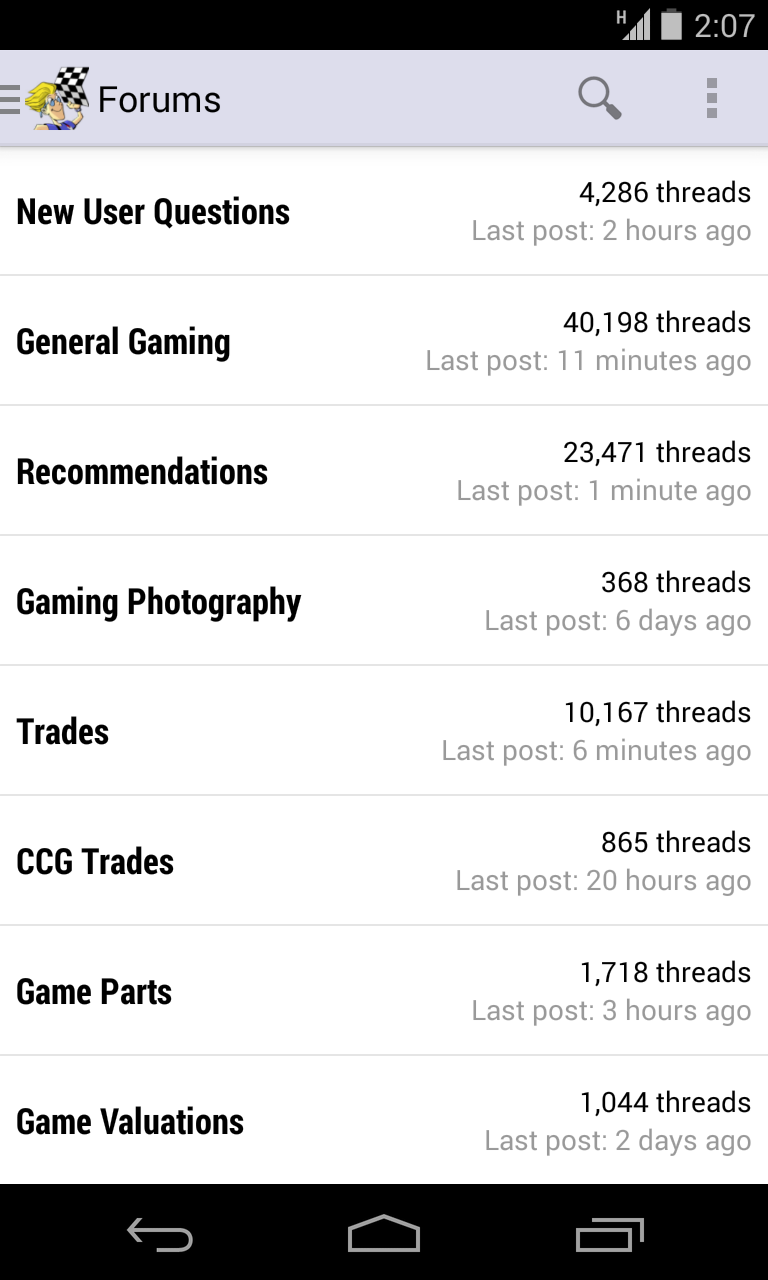 H 2:07
Forums
New User Questions
4,286 threads
Last post: 2 hours ago
General Gaming
40,198 threads
Last post: 11 minutes ago
Recommendations
23,471 threads
Last post: 1 minute ago
Gaming Photography
368 threads
Last post: 6 days ago
Trades
10,167 threads
Last post: 6 minutes ago
CCG Trades
865 threads
Last post: 20 hours ago
Game Parts
1,718 threads
Last post: 3 hours ago
Game Valuations
1,044 threads
Last post: 2 days ago